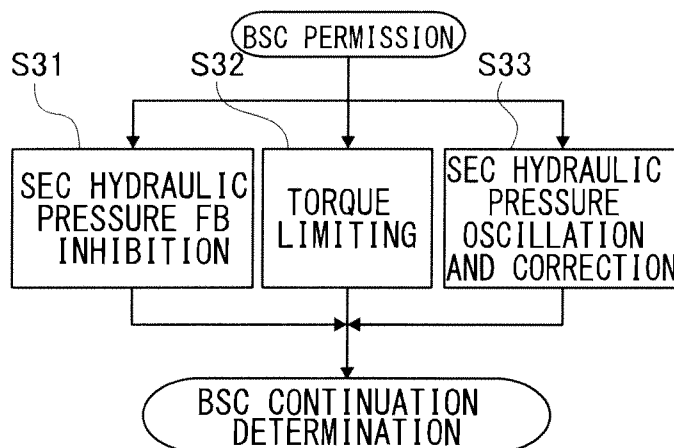 BSC PERMISSION
S31
S32
S33
SEC HYDRAULIC
PRESSURE FB
INHIBITION
TORQUE
LIMITING
SEC HYDRAULIC
PRESSURE
OSCILLATION
AND CORRECTION
BSC CONTINUATION
DETERMINATION